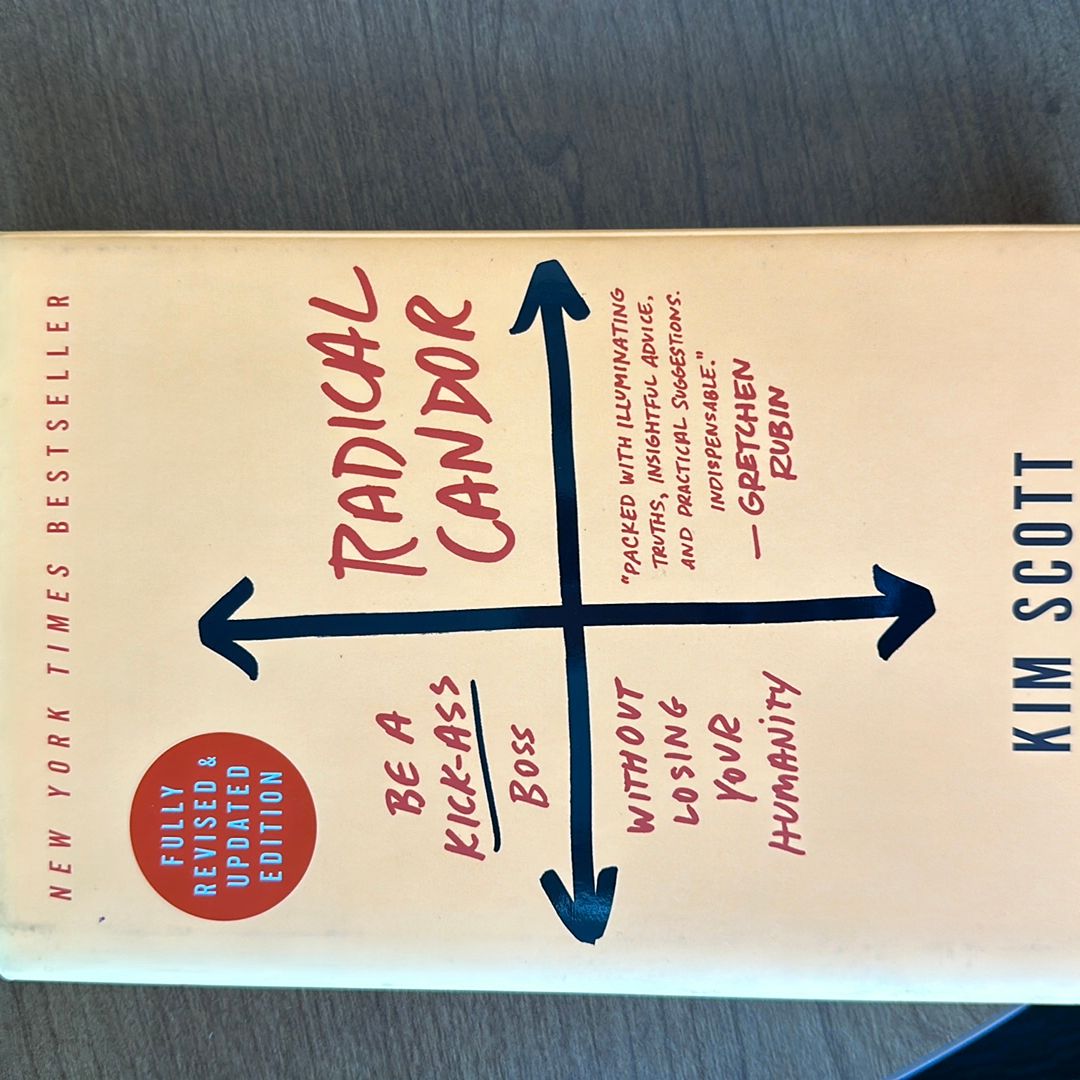 NEW YORK TIMES BESTSELLER
FULLY
REVISED &
UPDATED
EDITION
BE A
KICK-ASS
BOSS
RADICAL
CANDOR
WITHOUT
LOSING
YOUR
HUMANITY
"PACKED WITH ILLUMINATING
TRUTHS, INSIGHTFUL ADVICE,
AND PRACTICAL SUGGESTIONS.
INDISPENSABLE."
— GRETCHEN
RUBIN
KIM SCOTT